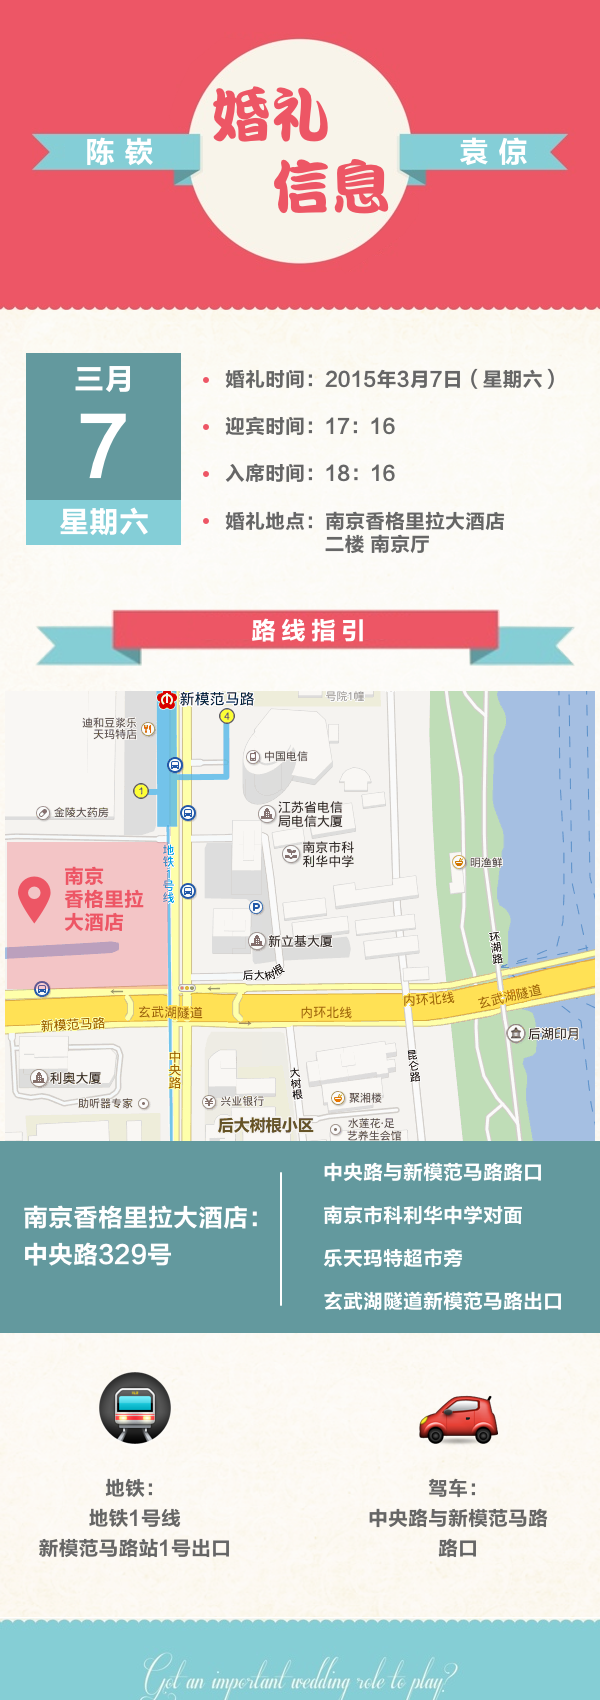 婚礼
信息
陈 嵚
袁 倞
三月
7
星期六
婚礼时间：2015年3月7日（星期六）
迎宾时间：17：16
入席时间：18：16
婚礼地点：南京香格里拉大酒店
二楼 南京厅
路线指引
新模范马路
号院1幢
迪和豆浆乐
天玛特店
4
中国电信
1
金陵大药房
江苏省电信
局电信大厦
地铁1号线
南京市科
利华中学
明渔鲜
南京
香格里拉
大酒店
P
新立基大厦
环湖路
后大树根
玄武湖隧道
内环北线
内环北线
玄武湖隧道
新模范马路
后湖印月
中央路
利奥大厦
大树根
昆仑路
助听器专家
兴业银行
聚湘楼
后大树根小区
水莲花·足
艺养生会馆
南京香格里拉大酒店：
中央路329号
中央路与新模范马路路口
南京市科利华中学对面
乐天玛特超市旁
玄武湖隧道新模范马路出口
地铁：
地铁1号线
新模范马路站1号出口
驾车：
中央路与新模范马路
路口
Got an important wedding role to play?